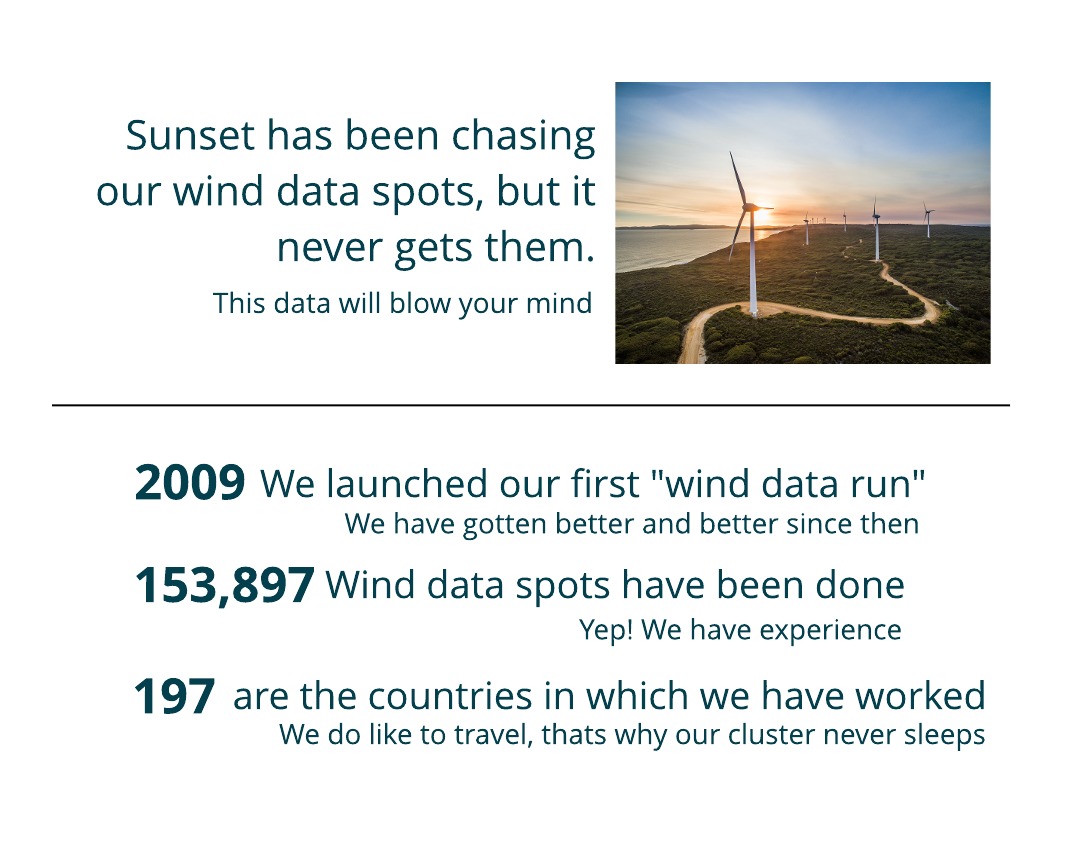 Sunset has been chasing
our wind data spots, but it
never gets them.
This data will blow your mind
2009 We launched our first "wind data run"
We have gotten better and better since then
153,897 Wind data spots have been done
Yep! We have experience
197 are the countries in which we have worked
We do like to travel, thats why our cluster never sleeps